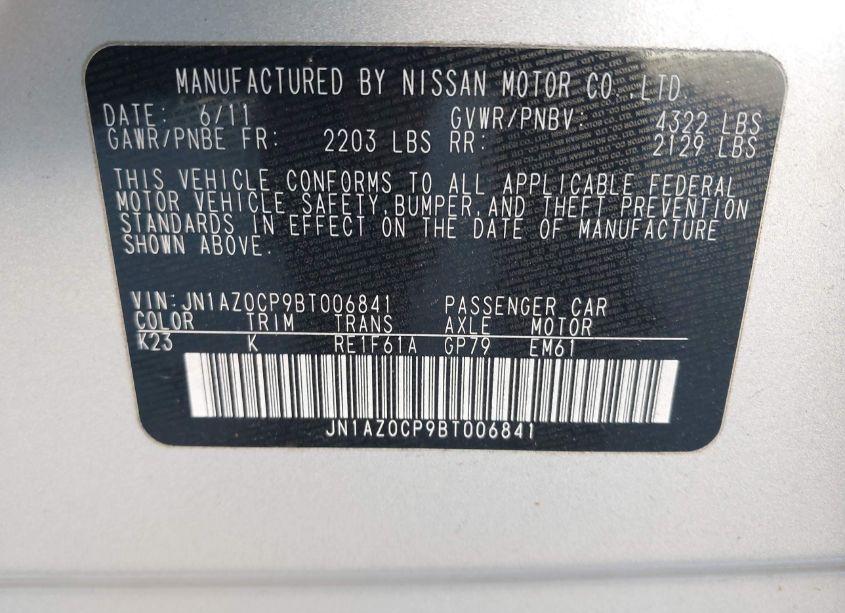 MANUFACTURED BY NISSAN MOTOR CO.,LTD.
DATE: 6/11 GVWR/PNBV: 4322 LBS
GAWR/PNBE FR: 2203 LBS RR: 2129 LBS
THIS VEHICLE CONFORMS TO ALL APPLICABLE FEDERAL
MOTOR VEHICLE SAFETY,BUMPER,AND THEFT PREVENTION
STANDARDS IN EFFECT ON THE DATE OF MANUFACTURE
SHOWN ABOVE.
VIN:JN1AZ0CP9BT006841 PASSENGER CAR
COLOR TRIM TRANS AXLE MOTOR
K23 K RE1F61A GP79 EM61
JN1AZ0CP9BT006841